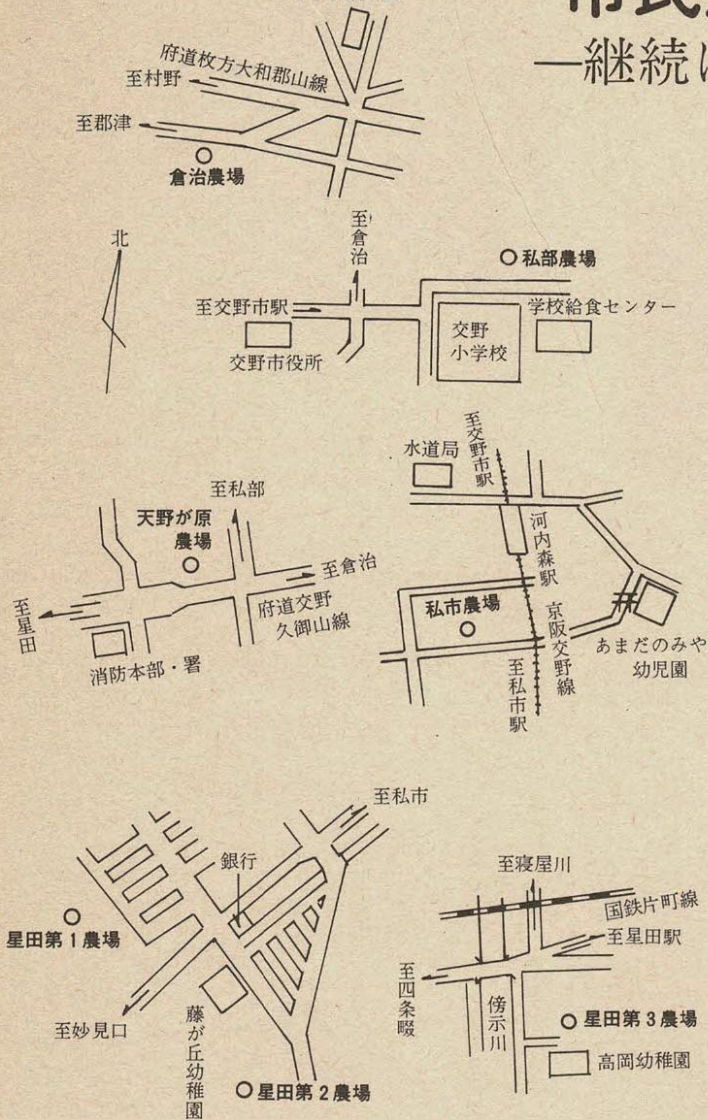 ―継続は
府道枚方大和郡山線
至村野
至郡津
倉治農場
北
至倉治
私部農場
至交野市駅
学校給食センター
交野
小学校
交野市役所
至交野市駅
水道局
河内森駅
私市農場
京阪交野線
あまだのみや
幼児園
至私市駅
至私部
天野が原
農場
至倉治
至星田
府道交野
久御山線
消防本部・署
至私市
銀行
星田第1農場
至妙見口
藤が丘幼稚園
星田第2農場
至寝屋川
国鉄片町線
至星田駅
至四条畷
傍示川
星田第3農場
高岡幼稚園